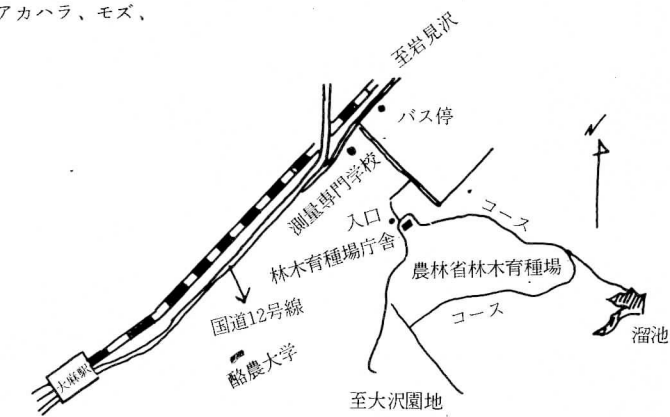 アカハラ、モズ、
至岩見沢
バス停
N
測量専門学校
コース
入口
林木育種場庁舎
農林省林木育種場
コース
国道12号線
溜池
酪農大学
大麻駅
至大沢園地